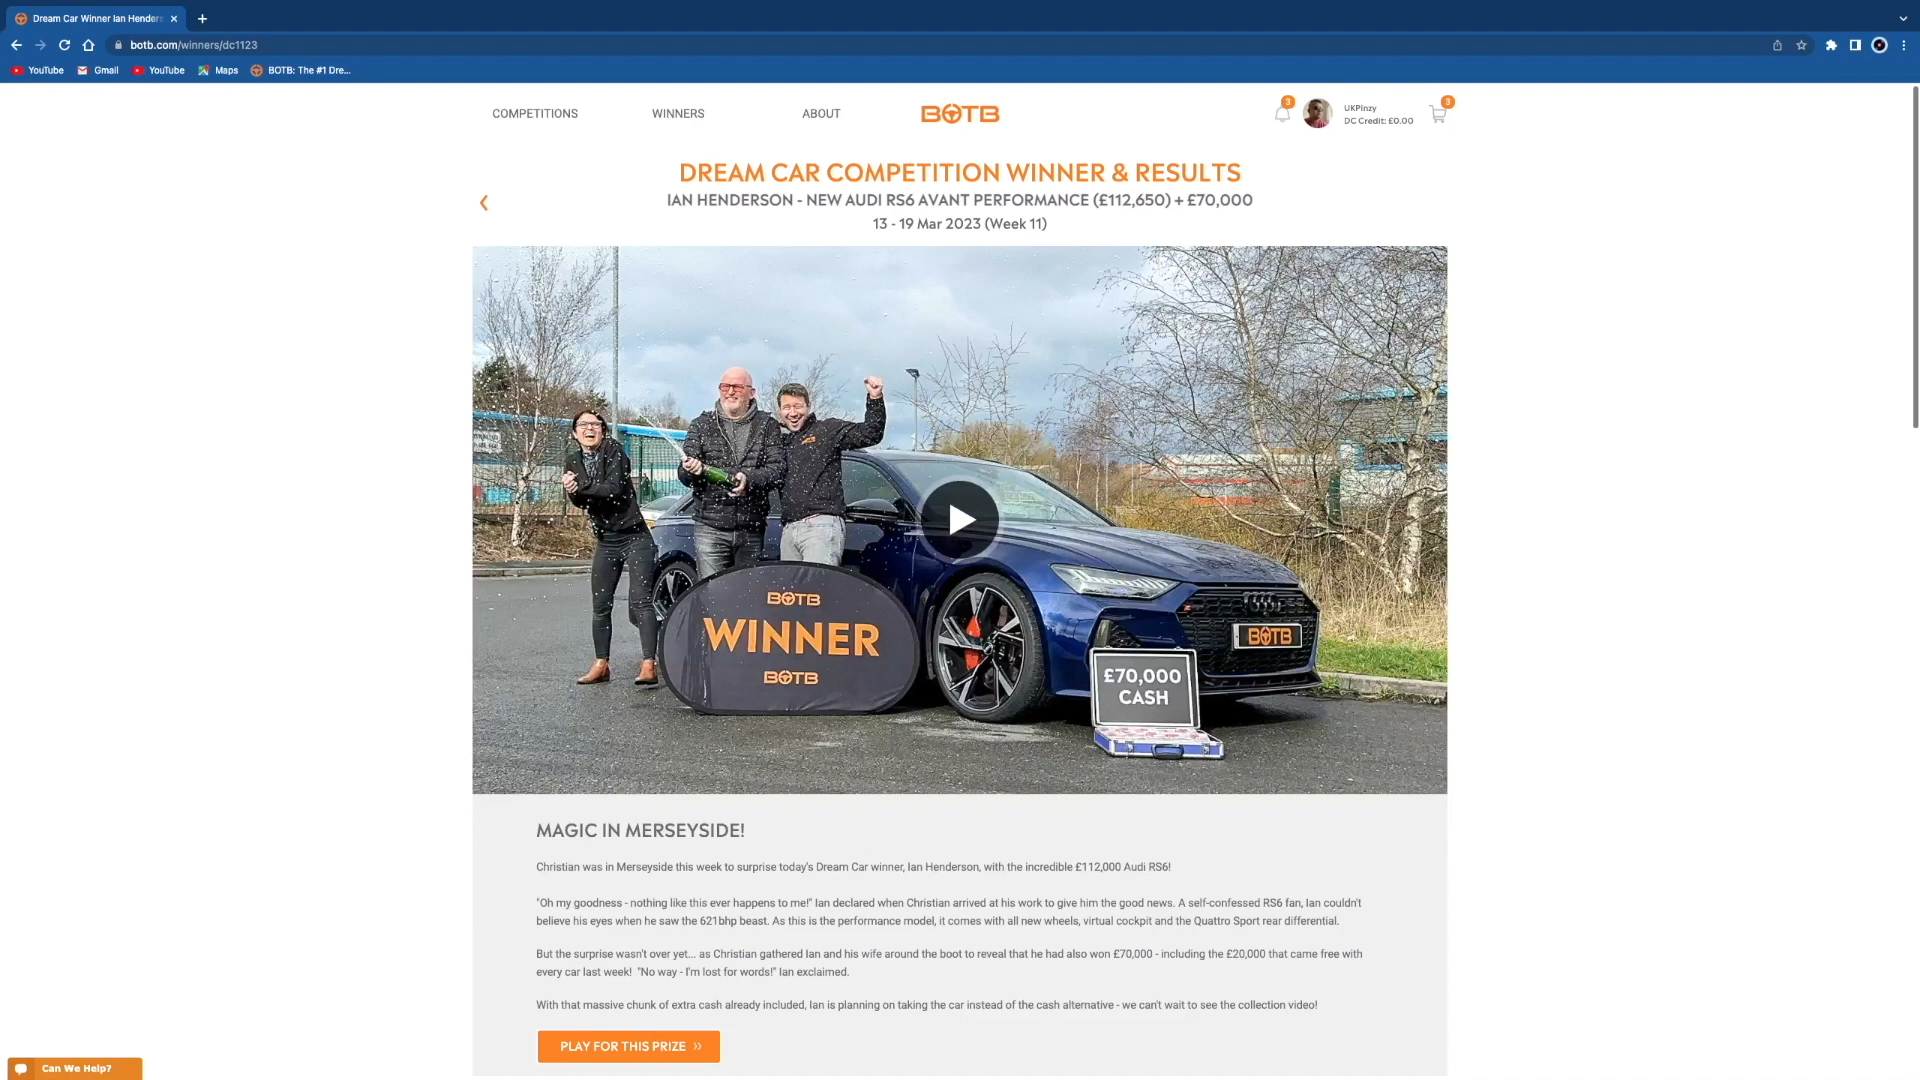 Dream Car Winner Ian Henders
botb.com/winners/dc1123
YouTube Gmail YouTube Maps BOTB: The #1 Dre...
COMPETITIONS WINNERS ABOUT BOTB
3
UKPinzy
DC Credit: £0.00
3
DREAM CAR COMPETITION WINNER & RESULTS
IAN HENDERSON - NEW AUDI RS6 AVANT PERFORMANCE (£112,650) + £70,000
13 - 19 Mar 2023 (Week 11)
BOTB
WINNER
BOTB
BOTB
£70,000
CASH
MAGIC IN MERSEYSIDE!
Christian was in Merseyside this week to surprise today's Dream Car winner, Ian Henderson, with the incredible £112,000 Audi RS6!
"Oh my goodness - nothing like this ever happens to me!" Ian declared when Christian arrived at his work to give him the good news. A self-confessed RS6 fan, Ian couldn't
believe his eyes when he saw the 621bhp beast. As this is the performance model, it comes with all new wheels, virtual cockpit and the Quattro Sport rear differential.
But the surprise wasn't over yet... as Christian gathered Ian and his wife around the boot to reveal that he had also won £70,000 - including the £20,000 that came free with
every car last week! "No way - I'm lost for words!" Ian exclaimed.
With that massive chunk of extra cash already included, Ian is planning on taking the car instead of the cash alternative - we can't wait to see the collection video!
PLAY FOR THIS PRIZE »
Can We Help?